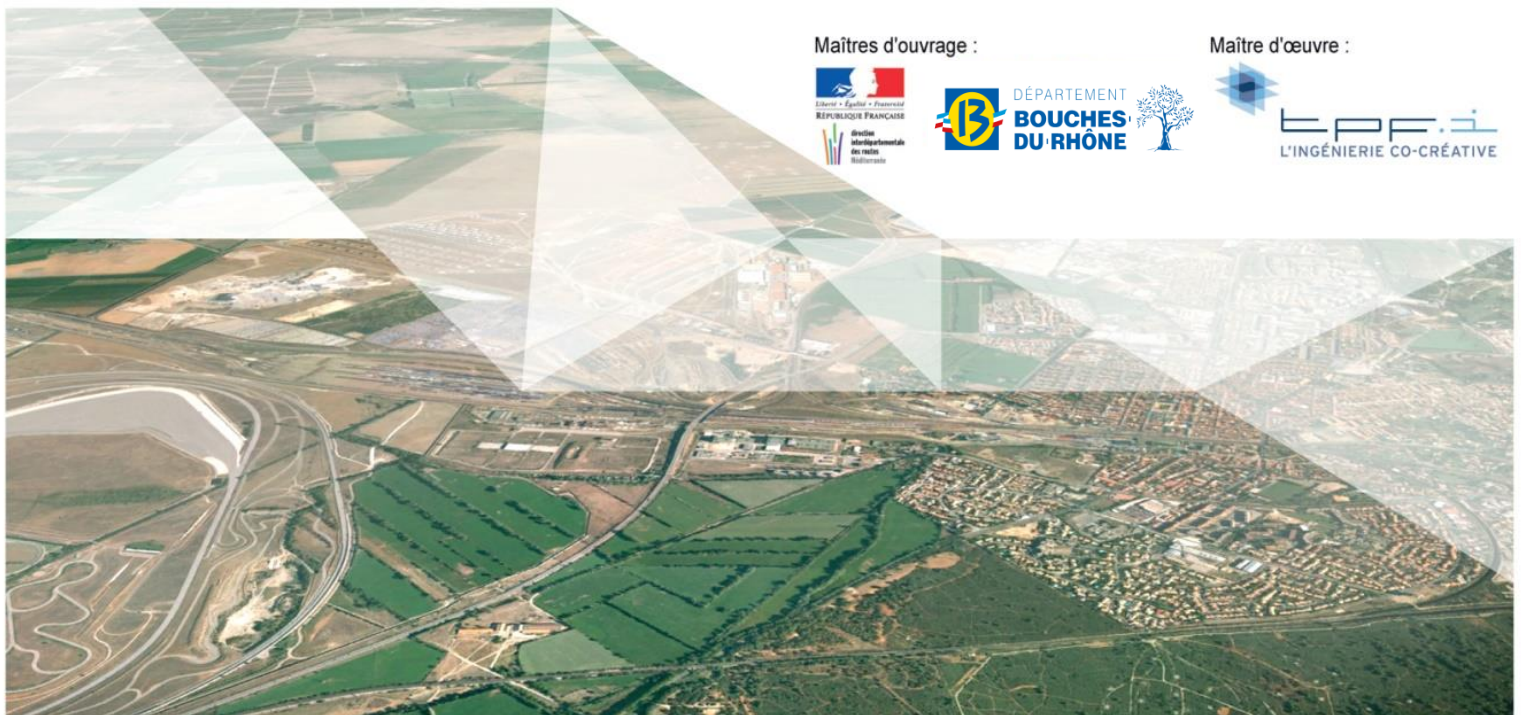 Maîtres d'ouvrage :
Maître d'œuvre :
Liberté • Égalité • Fraternité
RÉPUBLIQUE FRANÇAISE
direction
interdépartementale
des routes
Méditerranée
13
DÉPARTEMENT
BOUCHES-
DU-RHÔNE
tpf.i
L'INGÉNIERIE CO-CRÉATIVE